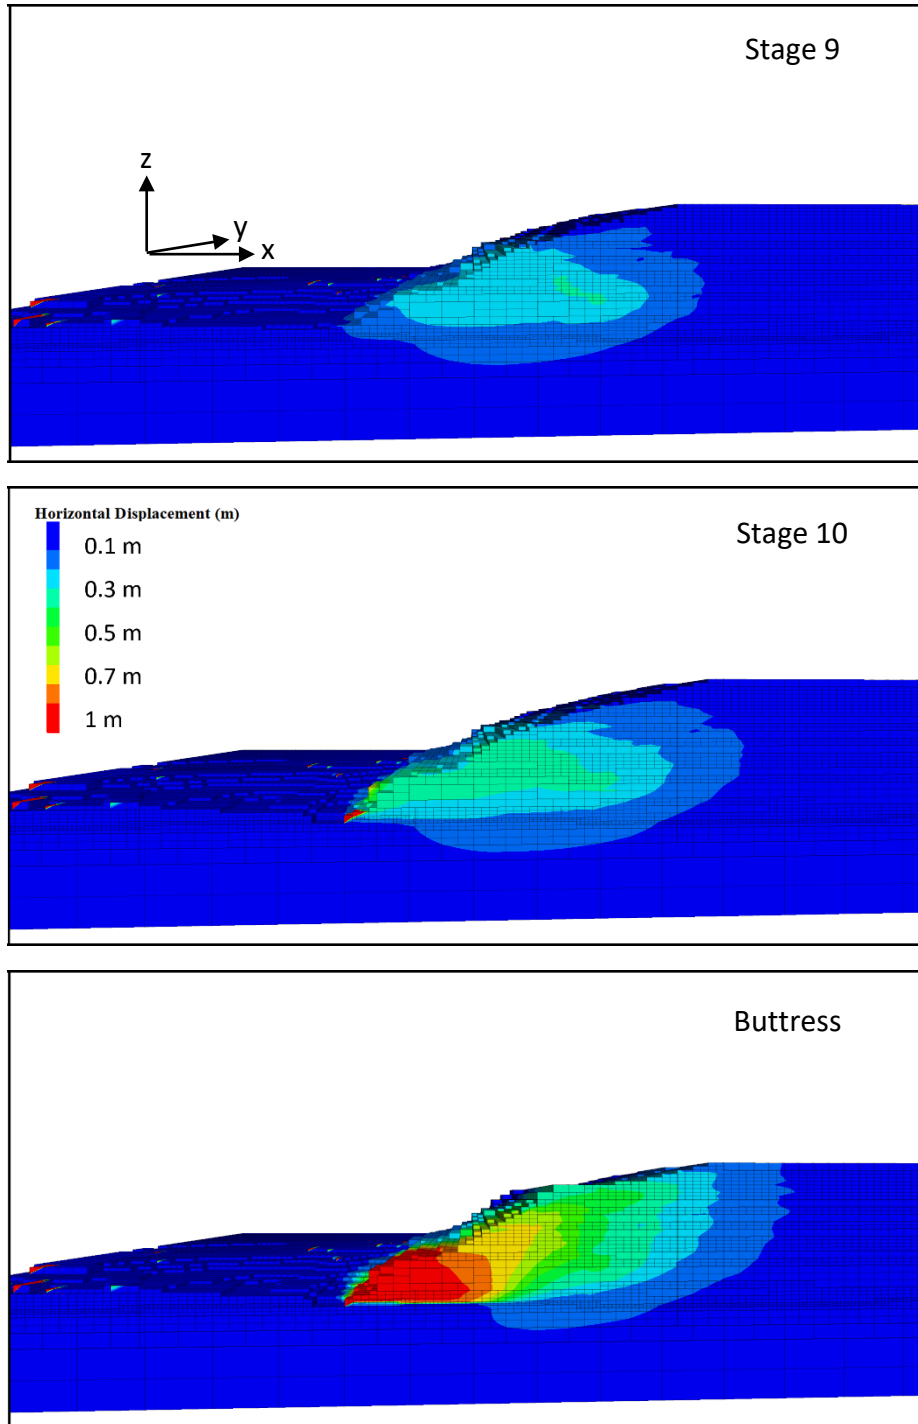 Stage 9
z
y
x
Horizontal Displacement (m)
Stage 10
0.1 m
0.3 m
0.5 m
0.7 m
1 m
Buttress